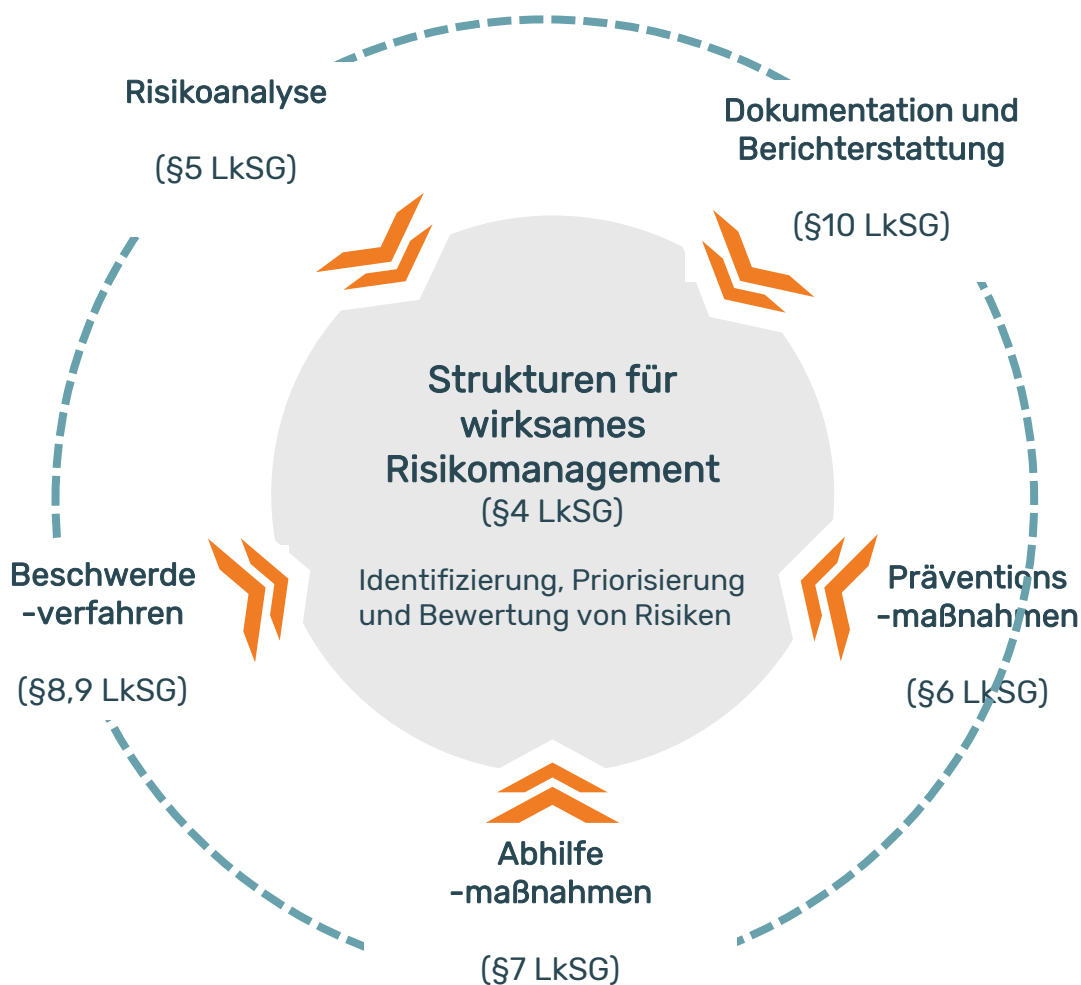 Risikoanalyse
(§5 LkSG)
Dokumentation und
Berichterstattung
(§10 LkSG)
Strukturen für
wirksames
Risikomanagement
(§4 LkSG)
Identifizierung, Priorisierung
und Bewertung von Risiken
Beschwerde
-verfahren
(§8,9 LkSG)
Präventions
-maßnahmen
(§6 LkSG)
Abhilfe
-maßnahmen
(§7 LkSG)